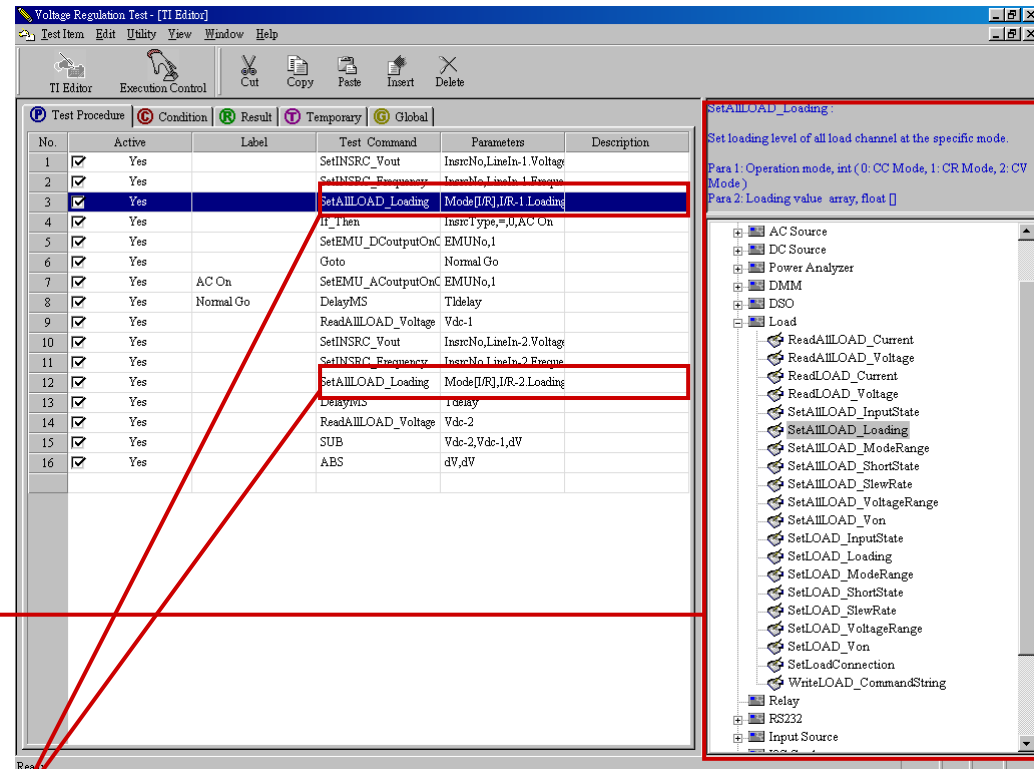 Voltage Regulation Test - [TI Editor]
Test Item Edit Utility View Window Help
TI Editor Execution Control Cut Copy Paste Insert Delete
P Test Procedure C Condition R Result T Temporary G Global
No. Active Label Test Command Parameters Description
1 Yes SetINSRC_Vout InsrcNo,LineIn-1.Voltage
2 Yes SetINSRC_Frequency InsrcNo,LineIn-1.Freque
3 Yes SetAllLOAD_Loading Mode[I/R],I/R-1.Loading
4 Yes If_Then InsrcType,=,0,AC On
5 Yes SetEMU_DCoutputOnC EMUNo,1
6 Yes Goto Normal Go
7 Yes AC On SetEMU_ACoutputOnC EMUNo,1
8 Yes Normal Go DelayMS Tldelay
9 Yes ReadAllLOAD_Voltage Vdc-1
10 Yes SetINSRC_Vout InsrcNo,LineIn-2.Voltage
11 Yes SetINSRC_Frequency InsrcNo,LineIn-2.Freque
12 Yes SetAllLOAD_Loading Mode[I/R],I/R-2.Loading
13 Yes DelayMS Tdelay
14 Yes ReadAllLOAD_Voltage Vdc-2
15 Yes SUB Vdc-2,Vdc-1,dV
16 Yes ABS dV,dV
SetAllLOAD_Loading :
Set loading level of all load channel at the specific mode.
Para 1: Operation mode, int ( 0: CC Mode, 1: CR Mode, 2: CV
Mode )
Para 2: Loading value array, float []
AC Source
DC Source
Power Analyzer
DMM
DSO
Load
ReadAllLOAD_Current
ReadAllLOAD_Voltage
ReadLOAD_Current
ReadLOAD_Voltage
SetAllLOAD_InputState
SetAllLOAD_Loading
SetAllLOAD_ModeRange
SetAllLOAD_ShortState
SetAllLOAD_SlewRate
SetAllLOAD_VoltageRange
SetAllLOAD_Von
SetLOAD_InputState
SetLOAD_Loading
SetLOAD_ModeRange
SetLOAD_ShortState
SetLOAD_SlewRate
SetLOAD_VoltageRange
SetLOAD_Von
SetLoadConnection
WriteLOAD_CommandString
Relay
RS232
Input Source